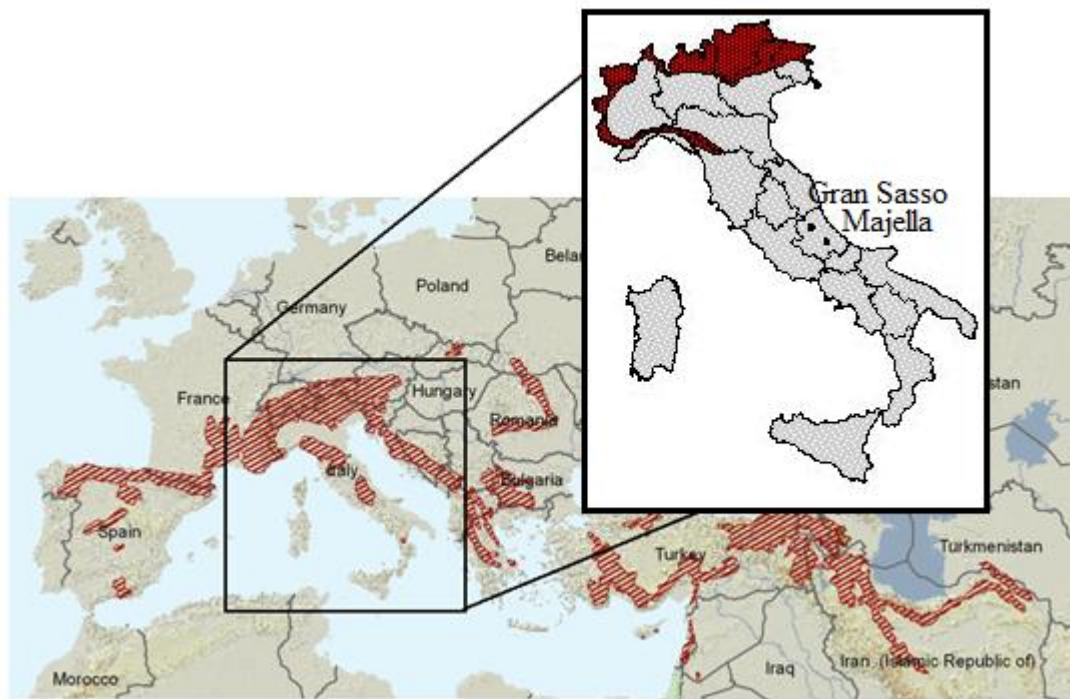 Gran Sasso
Majella
Belar
Poland
Germany
France
Hungary
Romania
Italy
Bulgaria
Spain
Turkey
Turkmenistan
Morocco
Iraq
Iran (Islamic Republic of)
stan